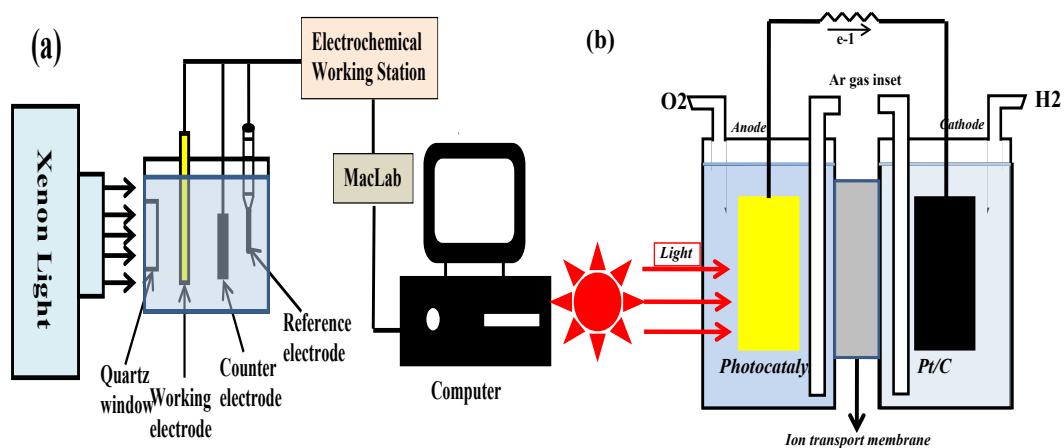 (a)
Xenon Light
Electrochemical
Working Station
MacLab
Computer
Quartz
window
Working
electrode
Counter
electrode
Reference
electrode
(b)
e-1
Ar gas inset
O2
H2
Anode
Cathode
Light
Photocataly
Pt/C
Ion transport membrane